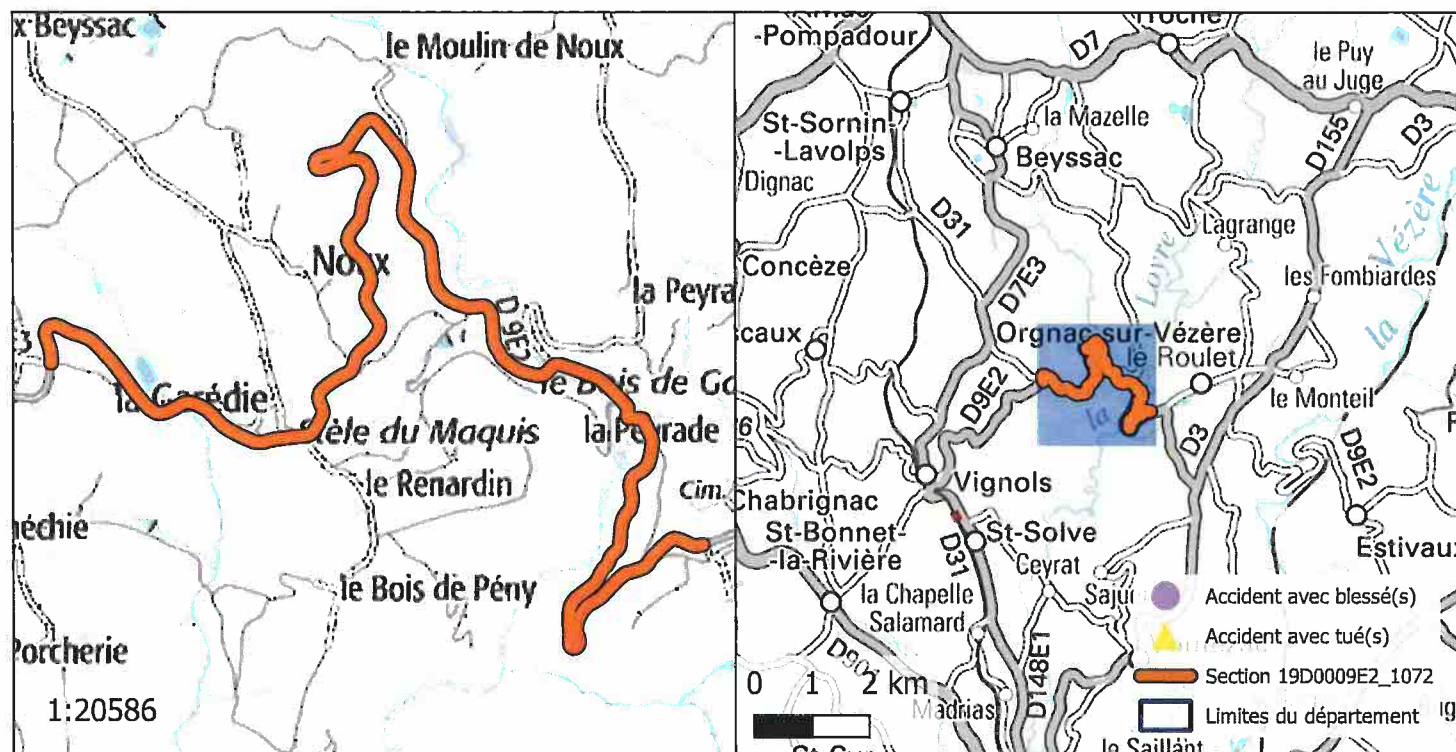 x Beyssac
le Moulin de Noux
Noux
la Peyra
D 9E2
le Bois de Go
la Garédie
Stèle du Maquis
la Peyrade
le Renardin
Cim.
échie
le Bois de Pény
Porcherie
1:20586
-Pompadour
Troche
D7
le Puy
au Juge
St-Sornin-
-Lavolps
la Mazelle
Beyssac
D155
D3
Dignac
D31
Lagrange
la Vézère
Loyre
Concèze
D7E3
les Fombiardes
Orgnac-sur-Vézère
le Roulet
scaux
D9E2
le Monteil
D3
D9E2
Vignols
Chabrignac
St-Bonnet-
-la-Rivière
St-Solve
D31
Ceyrat
Estivaux
la Chapelle
Salamard
D901
D148E1
Madrias
le Saillant
0 1 2 km
Accident avec blessé(s)
Accident avec tué(s)
Section 19D0009E2_1072
Limites du département